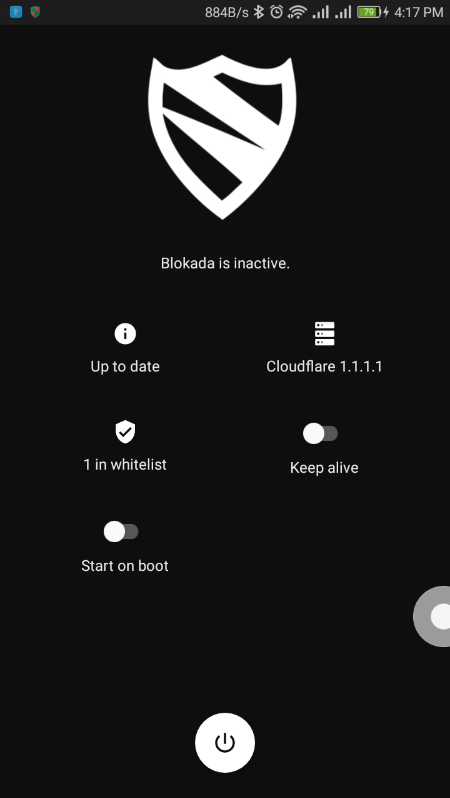 884B/s 79 4:17 PM
Blokada is inactive.
Up to date
Cloudflare 1.1.1.1
1 in whitelist
Keep alive
Start on boot